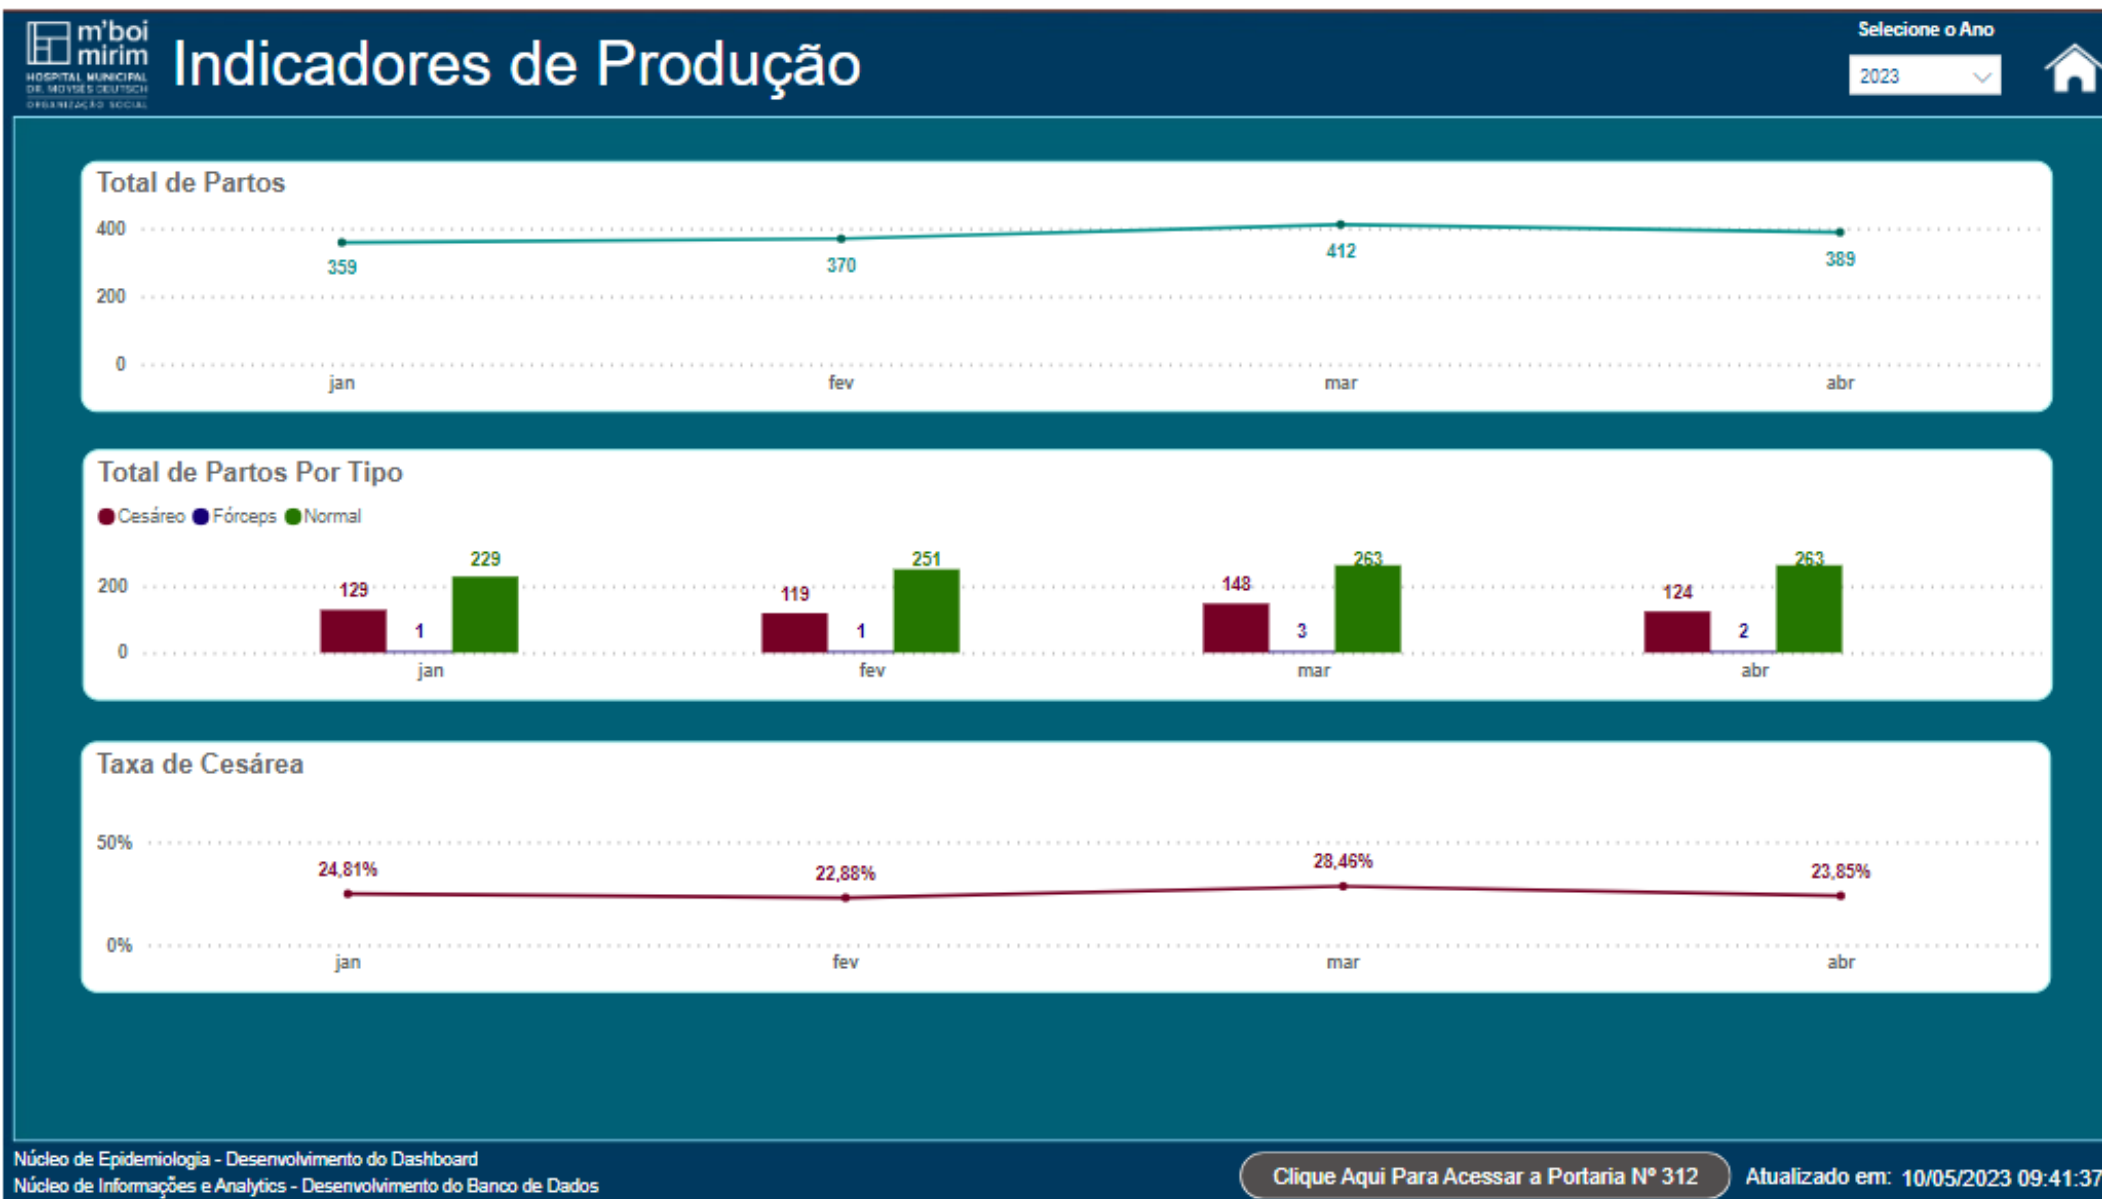 m'boi
mirim
HOSPITAL MUNICIPAL
DR. MOYSÉS DEUTSCH
ORGANIZAÇÃO SOCIAL
Indicadores de Produção
Selecione o Ano
2023
Total de Partos
400
200
0
359
370
412
389
jan
fev
mar
abr
Total de Partos Por Tipo
Cesáreo Fórceps Normal
200
0
129
1
229
119
1
251
148
3
263
124
2
263
jan
fev
mar
abr
Taxa de Cesárea
50%
0%
24,81%
22,88%
28,46%
23,85%
jan
fev
mar
abr
Núcleo de Epidemiologia - Desenvolvimento do Dashboard
Núcleo de Informações e Analytics - Desenvolvimento do Banco de Dados
Clique Aqui Para Acessar a Portaria Nº 312
Atualizado em: 10/05/2023 09:41:37